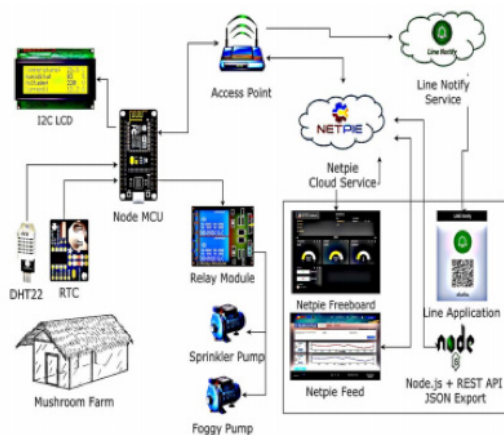 Line Notify
Access Point
Line Notify
Service
I2C LCD
NETPIE
Netpie
Cloud Service
Node MCU
DHT22
RTC
Relay Module
Netpie Freeboard
Line Application
Sprinkler Pump
Netpie Feed
node
JS
Node.js + REST API
JSON Export
Mushroom Farm
Foggy Pump